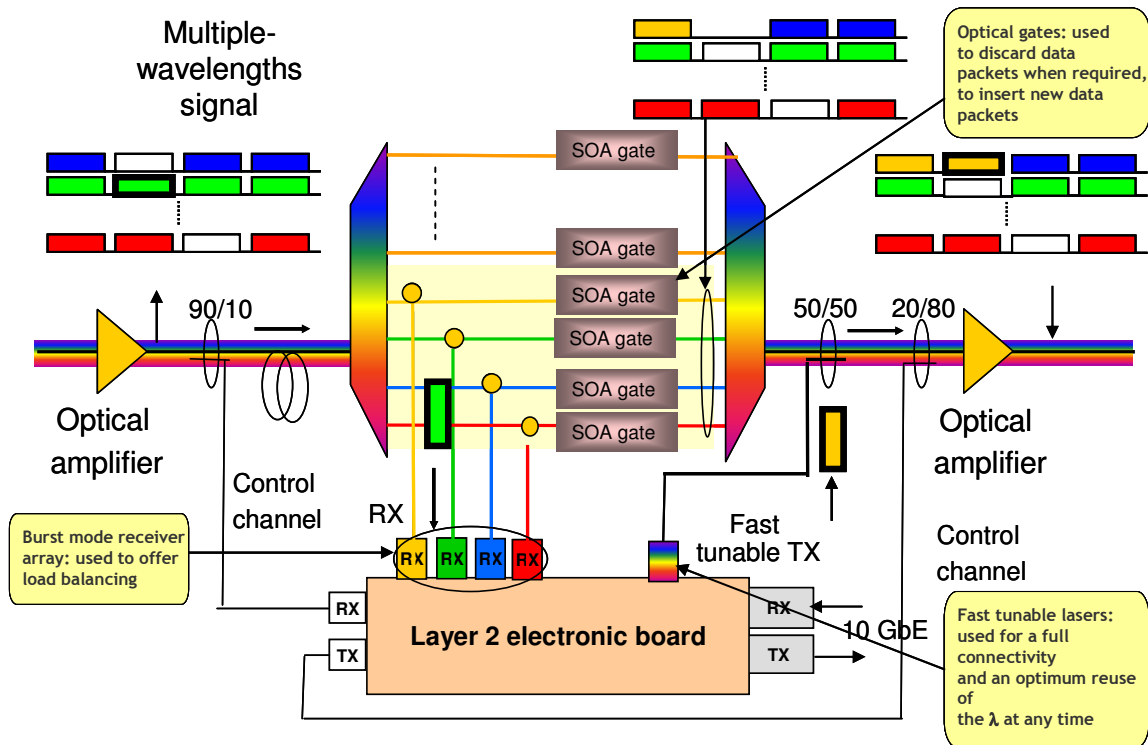 Multiple-
wavelengths
signal
Optical gates: used
to discard data
packets when required,
to insert new data
packets
SOA gate
SOA gate
SOA gate
SOA gate
SOA gate
SOA gate
90/10
50/50
20/80
Optical
amplifier
Control
channel
RX
Burst mode receiver
array: used to offer
load balancing
RX
RX
RX
RX
Fast
tunable TX
Optical
amplifier
Control
channel
RX
TX
Layer 2 electronic board
RX
TX
10 GbE
Fast tunable lasers:
used for a full
connectivity
and an optimum reuse
of
the λ at any time